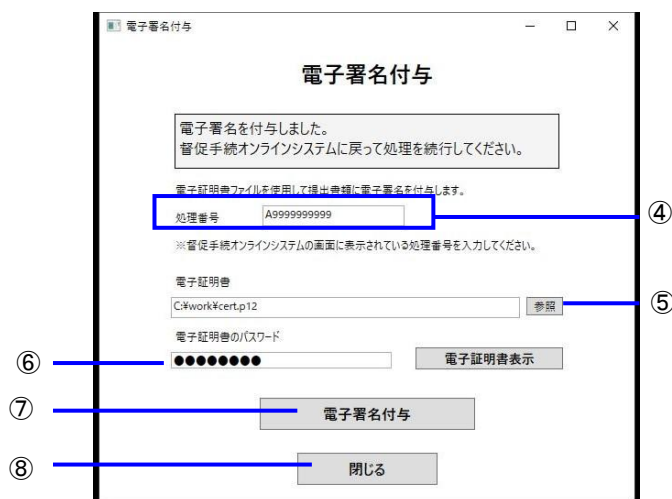 電子署名付与
電子署名付与
電子署名を付与しました。
督促手続オンラインシステムに戻って処理を続行してください。
電子証明書ファイルを使用して提出書類に電子署名を付与します。
処理番号 A9999999999 ④
※督促手続オンラインシステムの画面に表示されている処理番号を入力してください。
電子証明書
C:¥work¥cert.p12 参照 ⑤
電子証明書のパスワード
⑥ ●●●●●●●● 電子証明書表示
⑦ 電子署名付与
⑧ 閉じる